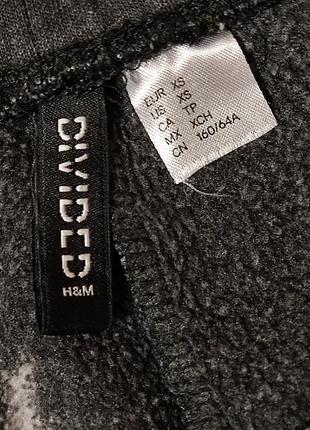 DIVIDED
H&M
EUR XS
US XS
CA TP
MX XCH
CN 160/64A